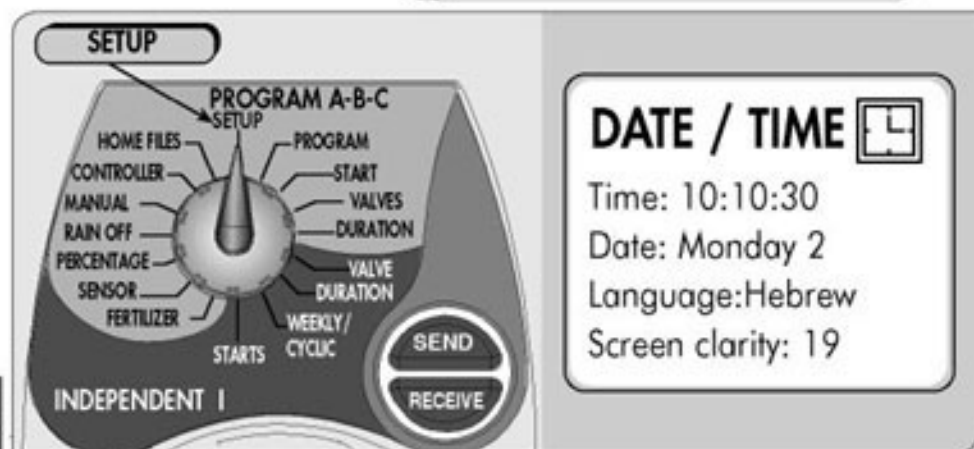 SETUP
PROGRAM A-B-C
SETUP
HOME FILES
PROGRAM
CONTROLLER
START
MANUAL
VALVES
RAIN OFF
DURATION
PERCENTAGE
VALVE
DURATION
SENSOR
FERTILIZER
WEEKLY/
CYCLIC
STARTS
SEND
RECEIVE
INDEPENDENT I
DATE / TIME
Time: 10:10:30
Date: Monday 2
Language:Hebrew
Screen clarity: 19